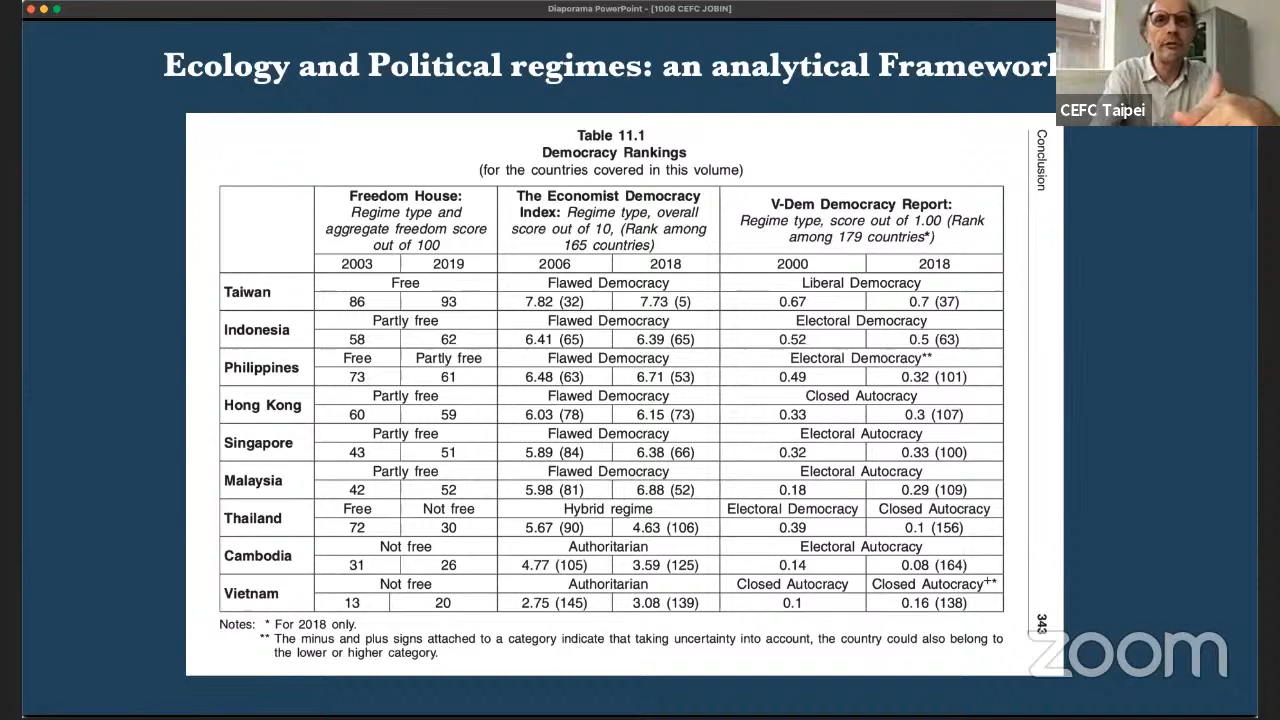 Diaporama PowerPoint - [1008 CEFC JOBIN]
Ecology and Political regimes: an analytical Framework
CEFC Taipei
Table 11.1
Democracy Rankings
(for the countries covered in this volume)
Conclusion
Freedom House:
Regime type and
aggregate freedom score
out of 100
The Economist Democracy
Index: Regime type, overall
score out of 10, (Rank among
165 countries)
V-Dem Democracy Report:
Regime type, score out of 1.00 (Rank
among 179 countries*)
2003 2019 2006 2018 2000 2018
Taiwan
Free Flawed Democracy Liberal Democracy
86 93 7.82 (32) 7.73 (5) 0.67 0.7 (37)
Indonesia
Partly free Flawed Democracy Electoral Democracy
58 62 6.41 (65) 6.39 (65) 0.52 0.5 (63)
Philippines
Free Partly free Flawed Democracy Electoral Democracy**
73 61 6.48 (63) 6.71 (53) 0.49 0.32 (101)
Hong Kong
Partly free Flawed Democracy Closed Autocracy
60 59 6.03 (78) 6.15 (73) 0.33 0.3 (107)
Singapore
Partly free Flawed Democracy Electoral Autocracy
43 51 5.89 (84) 6.38 (66) 0.32 0.33 (100)
Malaysia
Partly free Flawed Democracy Electoral Autocracy
42 52 5.98 (81) 6.88 (52) 0.18 0.29 (109)
Thailand
Free Not free Hybrid regime Electoral Democracy Closed Autocracy
72 30 5.67 (90) 4.63 (106) 0.39 0.1 (156)
Cambodia
Not free Authoritarian Electoral Autocracy
31 26 4.77 (105) 3.59 (125) 0.14 0.08 (164)
Vietnam
Not free Authoritarian Closed Autocracy Closed Autocracy+*
13 20 2.75 (145) 3.08 (139) 0.1 0.16 (138)
Notes: * For 2018 only.
** The minus and plus signs attached to a category indicate that taking uncertainty into account, the country could also belong to
the lower or higher category.
343
zoom